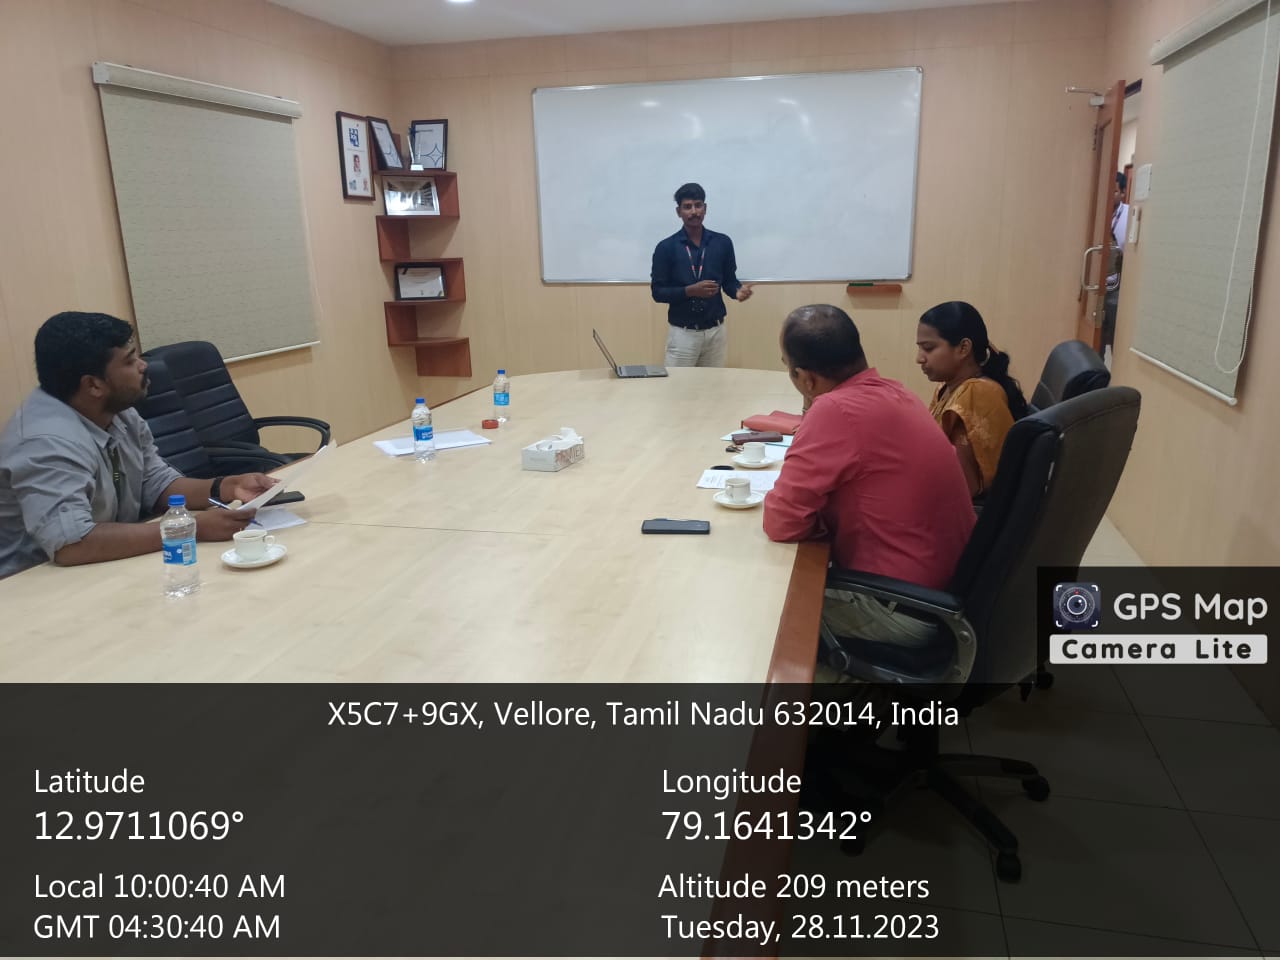 GPS Map
Camera Lite
X5C7+9GX, Vellore, Tamil Nadu 632014, India
Latitude
12.9711069°
Longitude
79.1641342°
Local 10:00:40 AM
GMT 04:30:40 AM
Altitude 209 meters
Tuesday, 28.11.2023